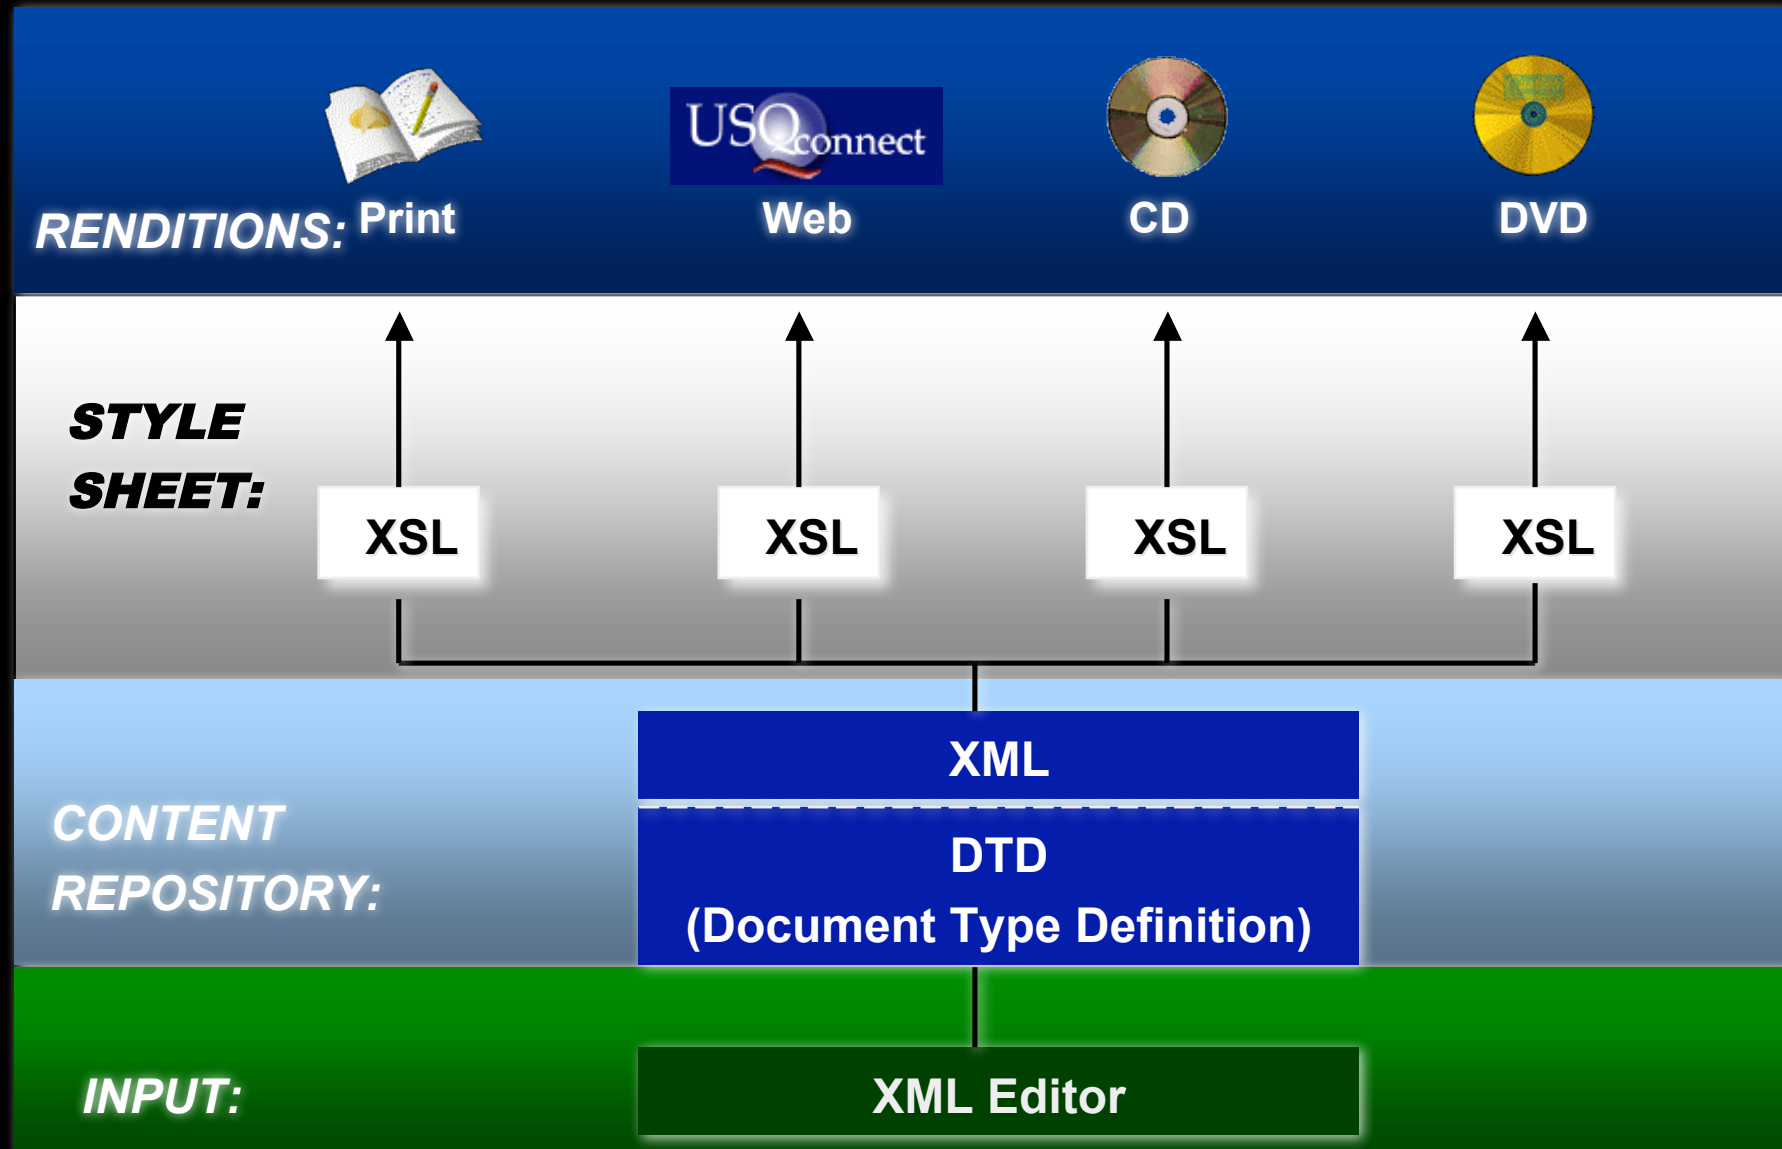 USQconnect
RENDITIONS: Print Web CD DVD
STYLE
SHEET:
XSL XSL XSL XSL
XML
CONTENT
REPOSITORY:
DTD
(Document Type Definition)
INPUT: XML Editor